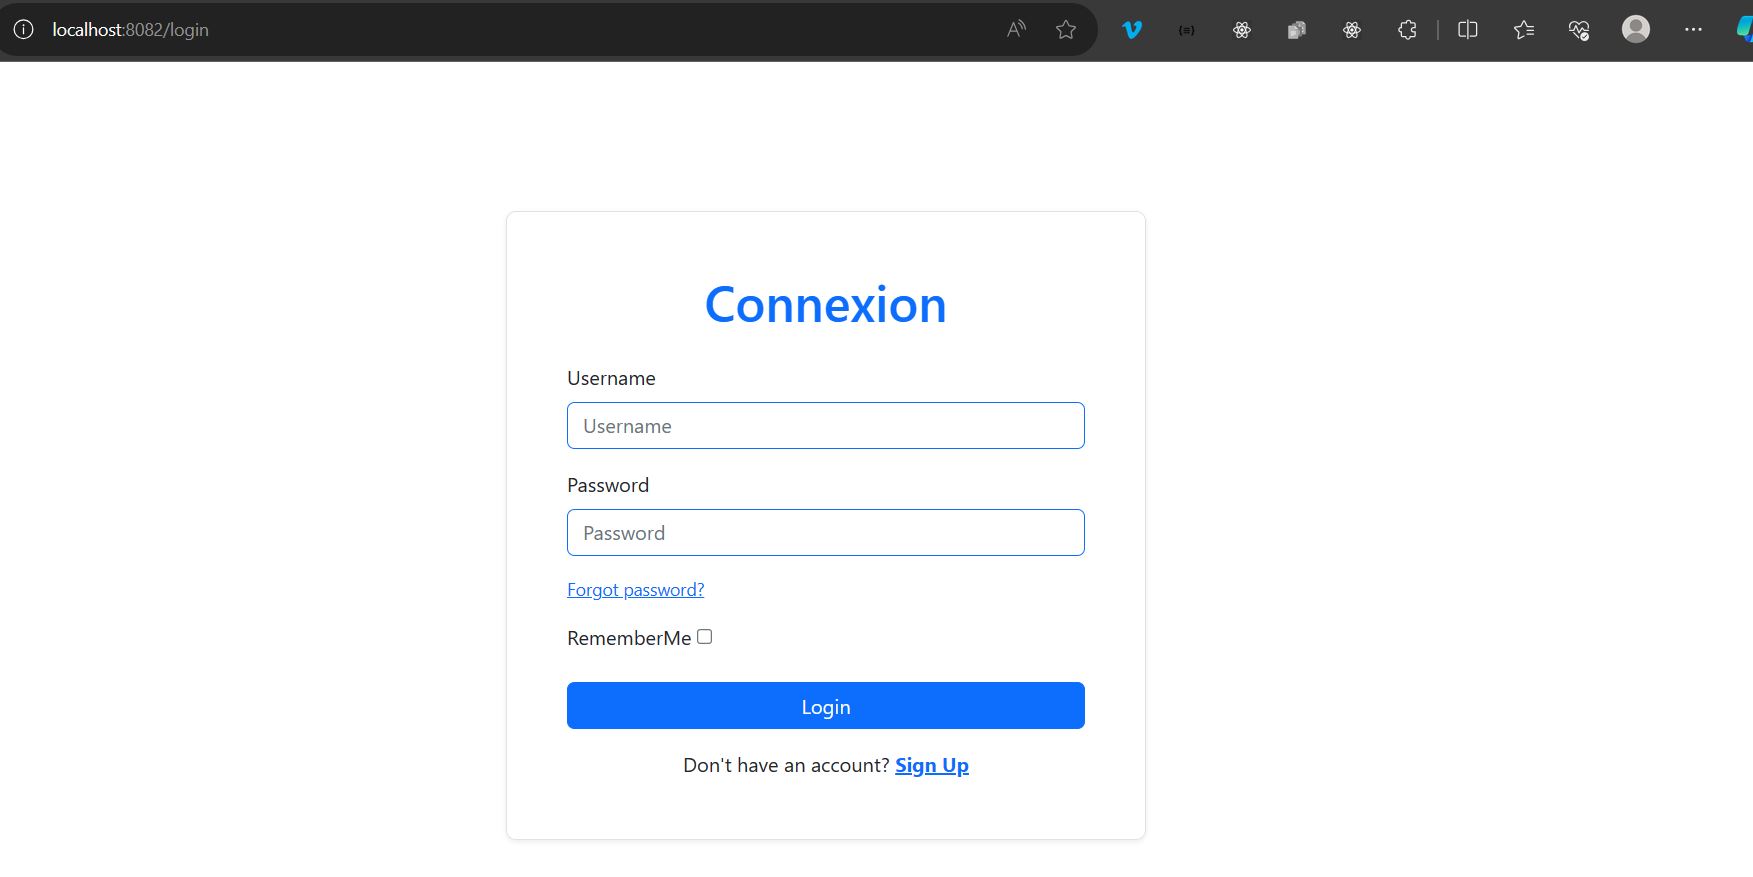 localhost:8082/login
Connexion
Username
Username
Password
Password
Forgot password?
RememberMe
Login
Don't have an account? Sign Up